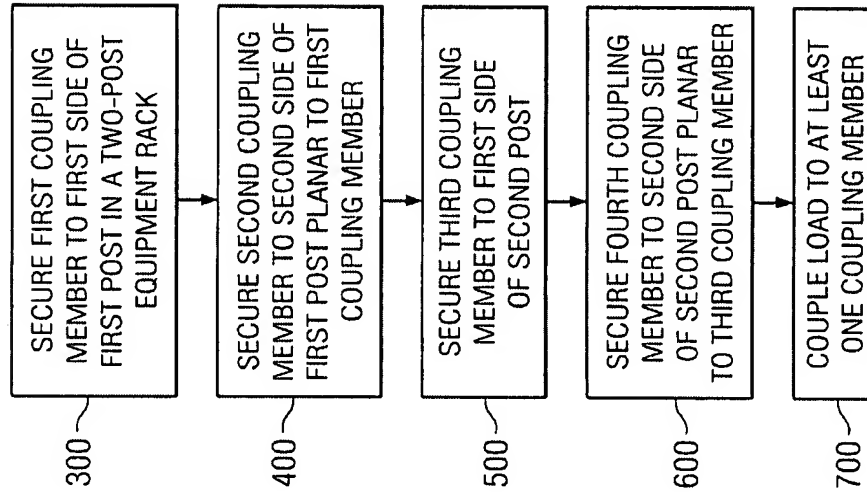 300
SECURE FIRST COUPLING
MEMBER TO FIRST SIDE OF
FIRST POST IN A TWO-POST
EQUIPMENT RACK
400
SECURE SECOND COUPLING
MEMBER TO SECOND SIDE OF
FIRST POST PLANAR TO FIRST
COUPLING MEMBER
500
SECURE THIRD COUPLING
MEMBER TO FIRST SIDE
OF SECOND POST
600
SECURE FOURTH COUPLING
MEMBER TO SECOND SIDE
OF SECOND POST PLANAR
TO THIRD COUPLING MEMBER
700
COUPLE LOAD TO AT LEAST
ONE COUPLING MEMBER